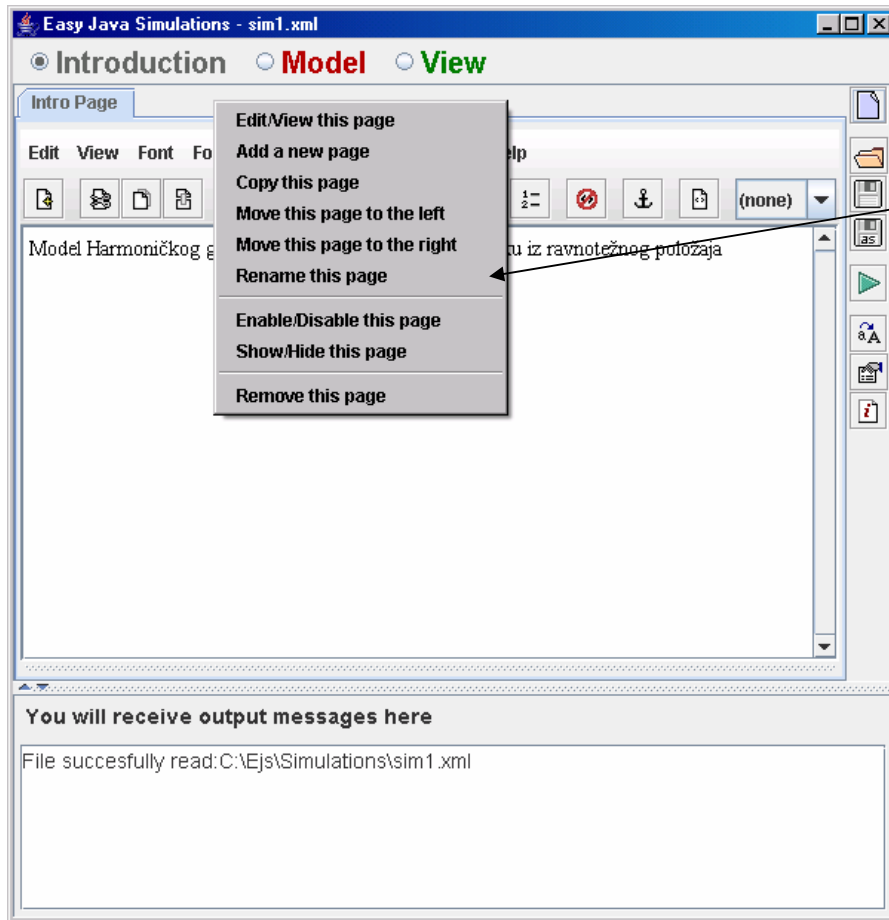 Easy Java Simulations - sim1.xml
Introduction Model View
Intro Page
Edit/View this page
Add a new page
Copy this page
Move this page to the left
Move this page to the right
Rename this page
Enable/Disable this page
Show/Hide this page
Remove this page
Edit View Font
(none)
as
Model Harmoničkog iz ravnotežnog položaja
aA
i
You will receive output messages here
File succesfully read:C:\Ejs\Simulations\sim1.xml